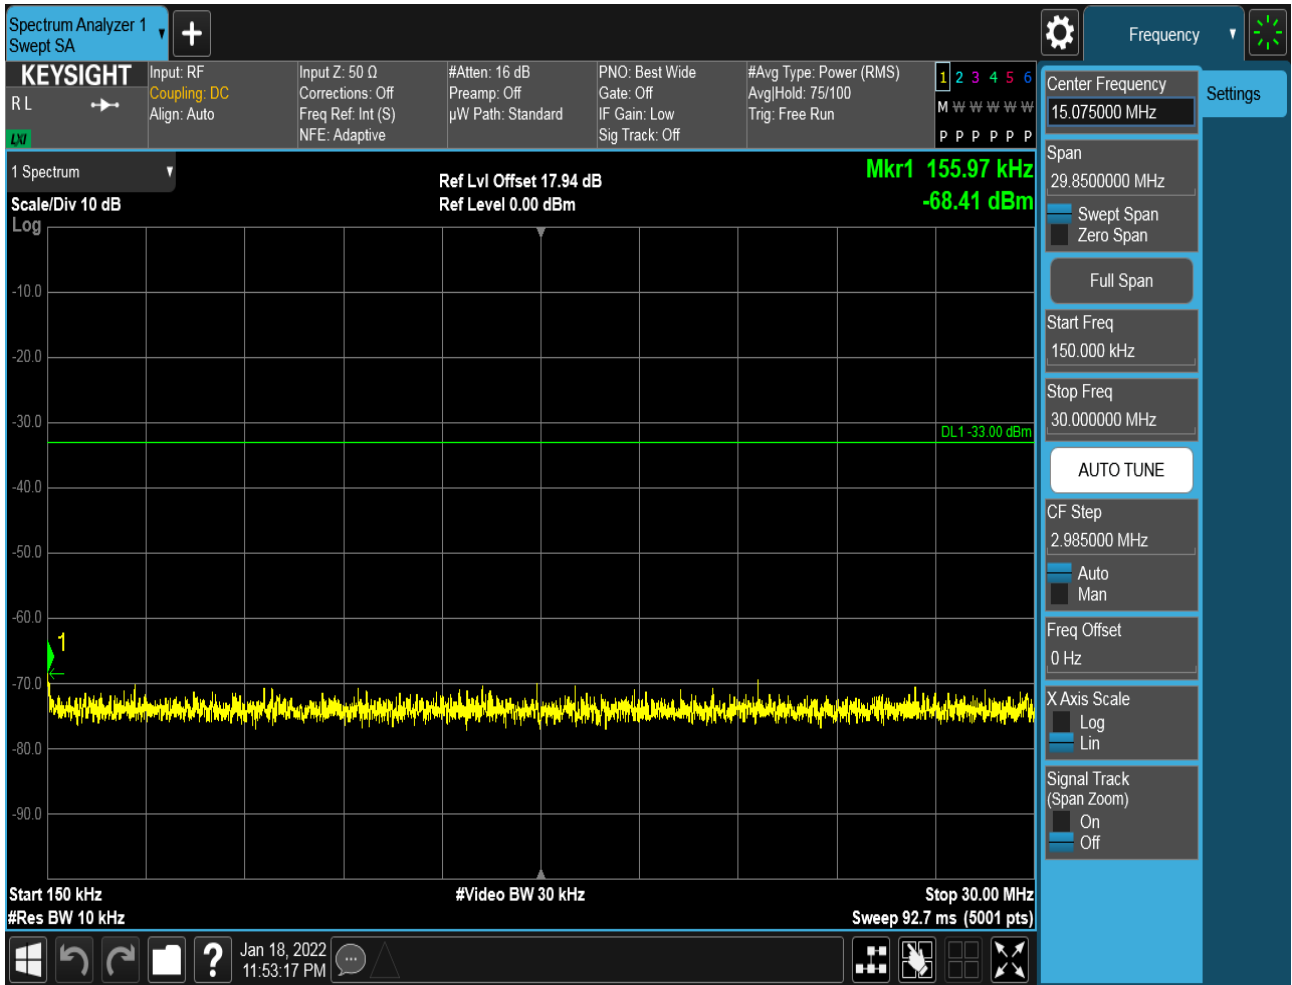 Spectrum Analyzer 1
Swept SA
Frequency
KEYSIGHT
R L
LXI
Input: RF
Coupling: DC
Align: Auto
Input Z: 50 Ω
Corrections: Off
Freq Ref: Int (S)
NFE: Adaptive
#Atten: 16 dB
Preamp: Off
µW Path: Standard
PNO: Best Wide
Gate: Off
IF Gain: Low
Sig Track: Off
#Avg Type: Power (RMS)
Avg|Hold: 75/100
Trig: Free Run
1 2 3 4 5 6
M W W W W W
P P P P P P
1 Spectrum
Scale/Div 10 dB
Log
Ref Lvl Offset 17.94 dB
Ref Level 0.00 dBm
Mkr1 155.97 kHz
-68.41 dBm
-10.0
-20.0
-30.0
DL1 -33.00 dBm
-40.0
-50.0
-60.0
1
-70.0
-80.0
-90.0
Start 150 kHz
#Video BW 30 kHz
Stop 30.00 MHz
#Res BW 10 kHz
Sweep 92.7 ms (5001 pts)
?
Jan 18, 2022
11:53:17 PM
Center Frequency
15.075000 MHz
Settings
Span
29.8500000 MHz
Swept Span
Zero Span
Full Span
Start Freq
150.000 kHz
Stop Freq
30.000000 MHz
AUTO TUNE
CF Step
2.985000 MHz
Auto
Man
Freq Offset
0 Hz
X Axis Scale
Log
Lin
Signal Track
(Span Zoom)
On
Off